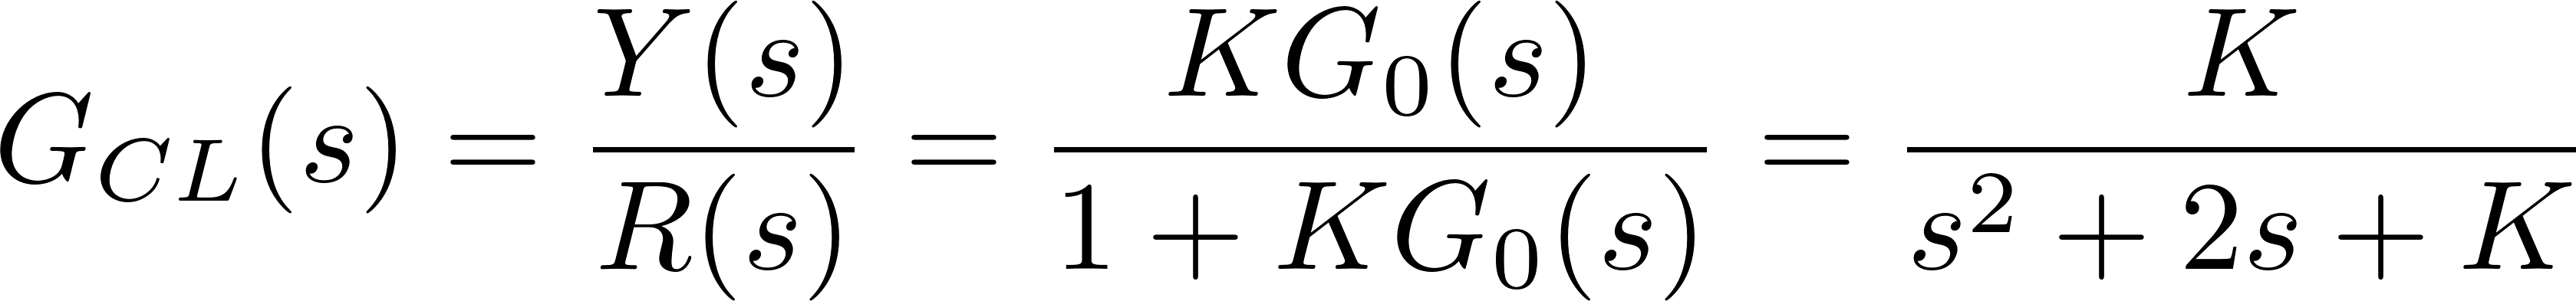 G_{CL}(s) = \frac{Y(s)}{R(s)} = \frac{KG_0(s)}{1 + KG_0(s)} = \frac{K}{s^2 + 2s + K}